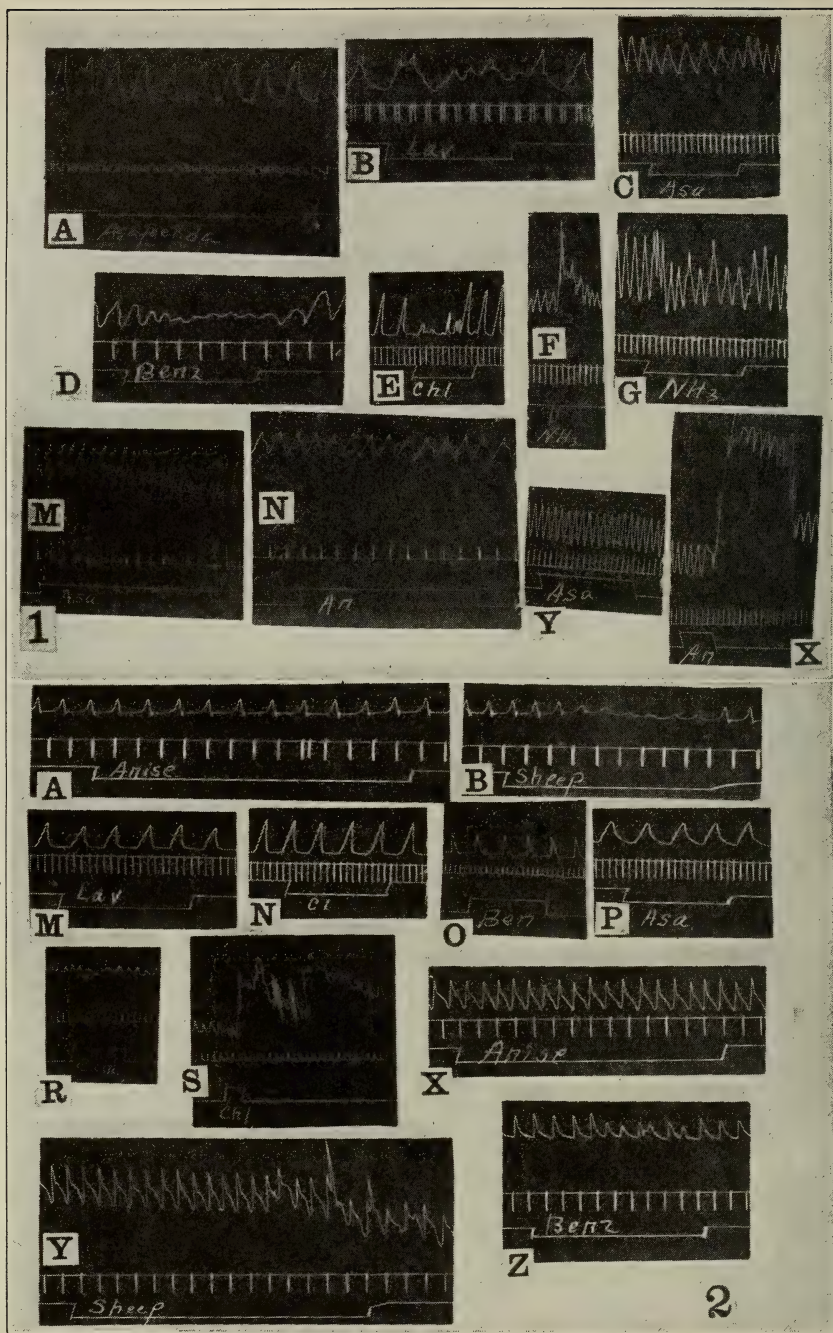 A
B Lav
C Asa
D Benz
E Chl
F NH3
G NH3
M Asa
N An
Y Asa
X An
1
A Anise
B Sheep
M Lav
N Cl
O Ben
P Asa
R
S Chl
X Anise
Y Sheep
Z Benz
2